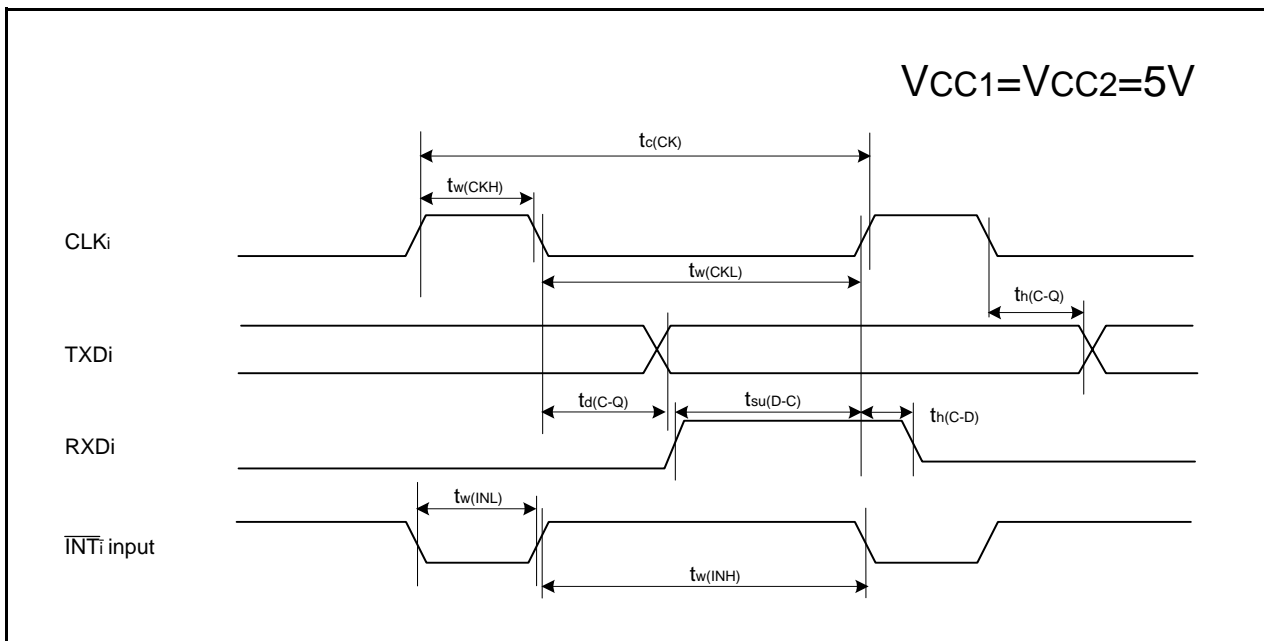 VCC1=VCC2=5V
tc(CK)
tw(CKH)
CLKi
tw(CKL)
th(C-Q)
TXDi
td(C-Q)
tsu(D-C)
th(C-D)
RXDi
tw(INL)
INTi input
tw(INH)